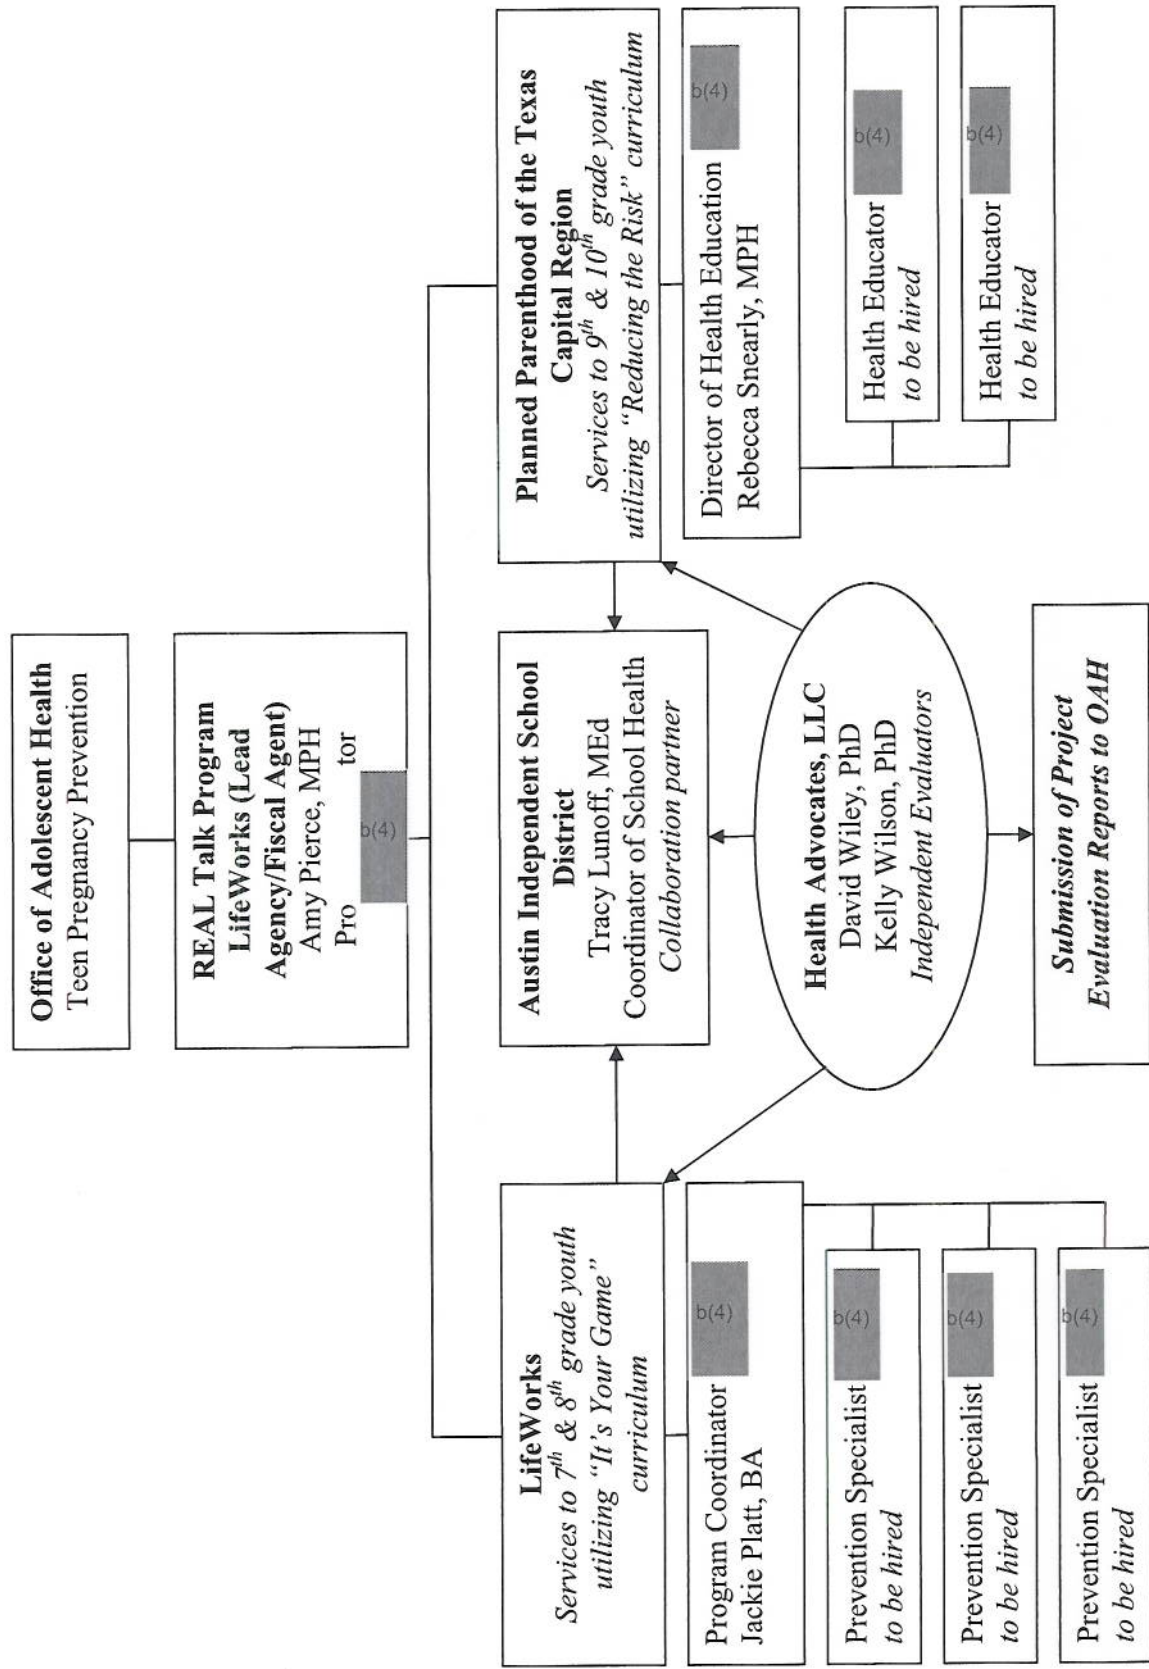 Office of Adolescent Health
Teen Pregnancy Prevention
REAL Talk Program
LifeWorks (Lead
Agency/Fiscal Agent)
Amy Pierce, MPH
Pro tor
b(4)
LifeWorks
Services to 7th & 8th grade youth
utilizing “It's Your Game”
curriculum
Program Coordinator b(4)
Jackie Platt, BA
Prevention Specialist b(4)
to be hired
Prevention Specialist b(4)
to be hired
Prevention Specialist b(4)
to be hired
Austin Independent School
District
Tracy Lunoff, MEd
Coordinator of School Health
Collaboration partner
Health Advocates, LLC
David Wiley, PhD
Kelly Wilson, PhD
Independent Evaluators
Submission of Project
Evaluation Reports to OAH
Planned Parenthood of the Texas
Capital Region
Services to 9th & 10th grade youth
utilizing “Reducing the Risk” curriculum
Director of Health Education b(4)
Rebecca Snearly, MPH
Health Educator b(4)
to be hired
Health Educator b(4)
to be hired